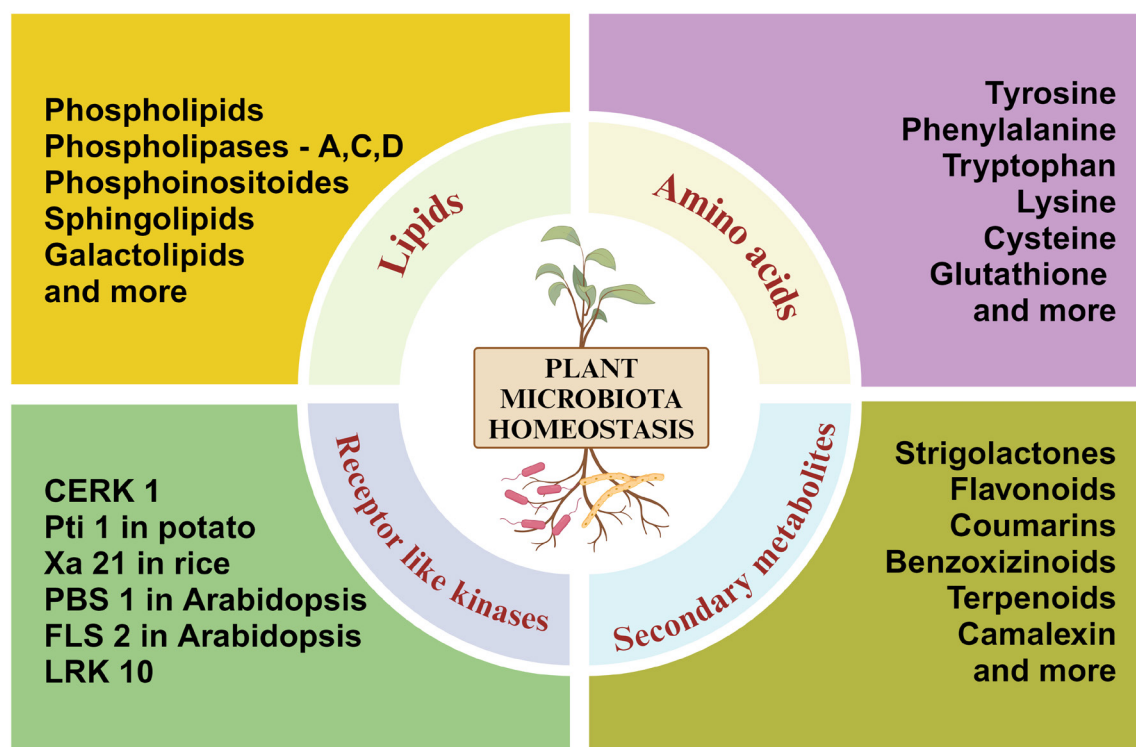 Phospholipids
Phospholipases - A,C,D
Phosphoinositoides
Sphingolipids
Galactolipids
and more
Lipids
Amino acids
Tyrosine
Phenylalanine
Tryptophan
Lysine
Cysteine
Glutathione
and more
PLANT
MICROBIOTA
HOMEOSTASIS
CERK 1
Pti 1 in potato
Xa 21 in rice
PBS 1 in Arabidopsis
FLS 2 in Arabidopsis
LRK 10
Receptor like kinases
Secondary metabolites
Strigolactones
Flavonoids
Coumarins
Benzoxizinoids
Terpenoids
Camalexin
and more